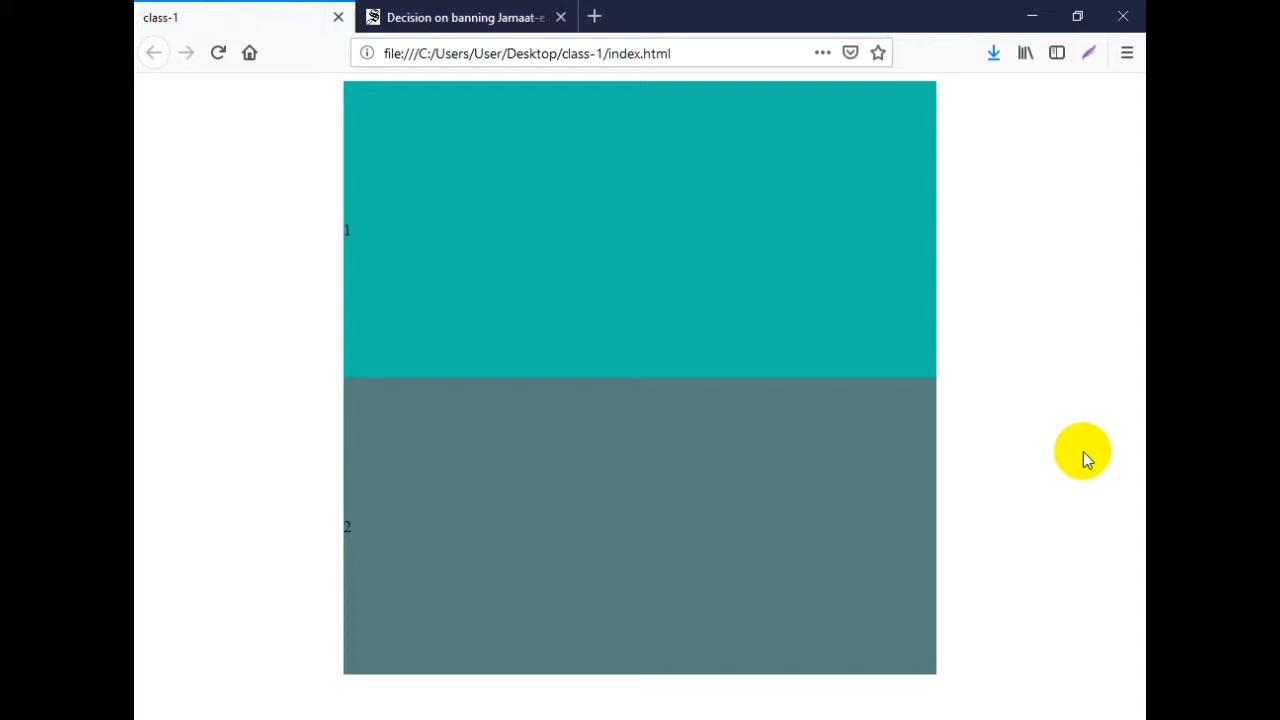 class-1
Decision on banning Jamaat-e
file:///C:/Users/User/Desktop/class-1/index.html
1
2